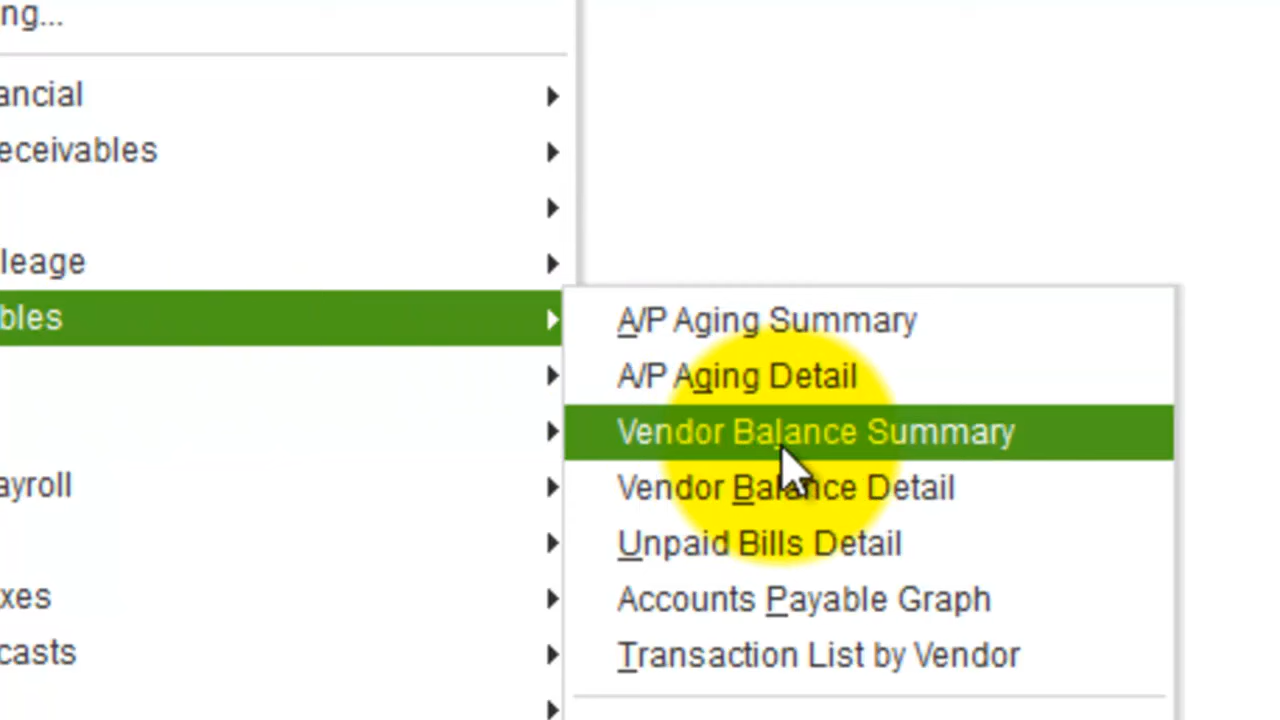 ng...
ancial
eceivables
leage
bles
ayroll
xes
casts
A/P Aging Summary
A/P Aging Detail
Vendor Balance Summary
Vendor Balance Detail
Unpaid Bills Detail
Accounts Payable Graph
Transaction List by Vendor